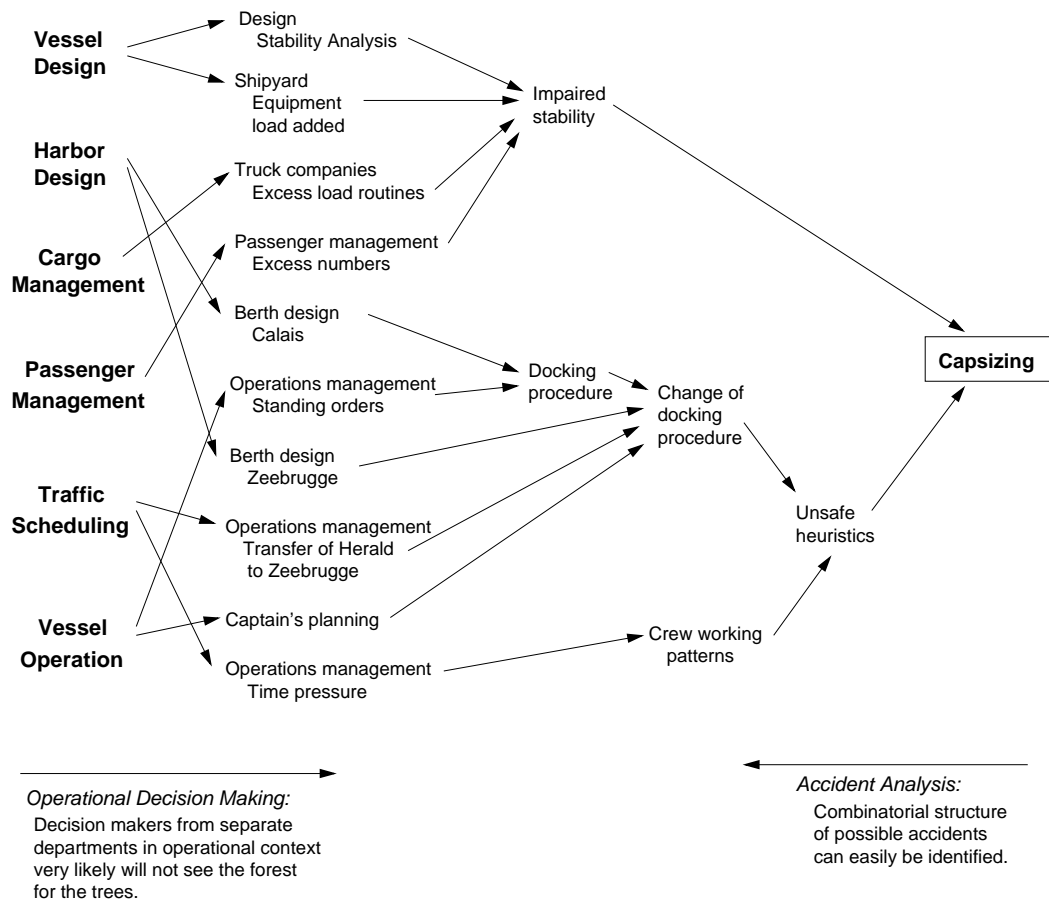 Vessel
Design
Harbor
Design
Cargo
Management
Passenger
Management
Traffic
Scheduling
Vessel
Operation
Design
Stability Analysis
Shipyard
Equipment
load added
Truck companies
Excess load routines
Passenger management
Excess numbers
Berth design
Calais
Operations management
Standing orders
Berth design
Zeebrugge
Operations management
Transfer of Herald
to Zeebrugge
Captain's planning
Operations management
Time pressure
Impaired
stability
Docking
procedure
Change of
docking
procedure
Crew working
patterns
Unsafe
heuristics
Capsizing
Operational Decision Making:
Decision makers from separate
departments in operational context
very likely will not see the forest
for the trees.
Accident Analysis:
Combinatorial structure
of possible accidents
can easily be identified.